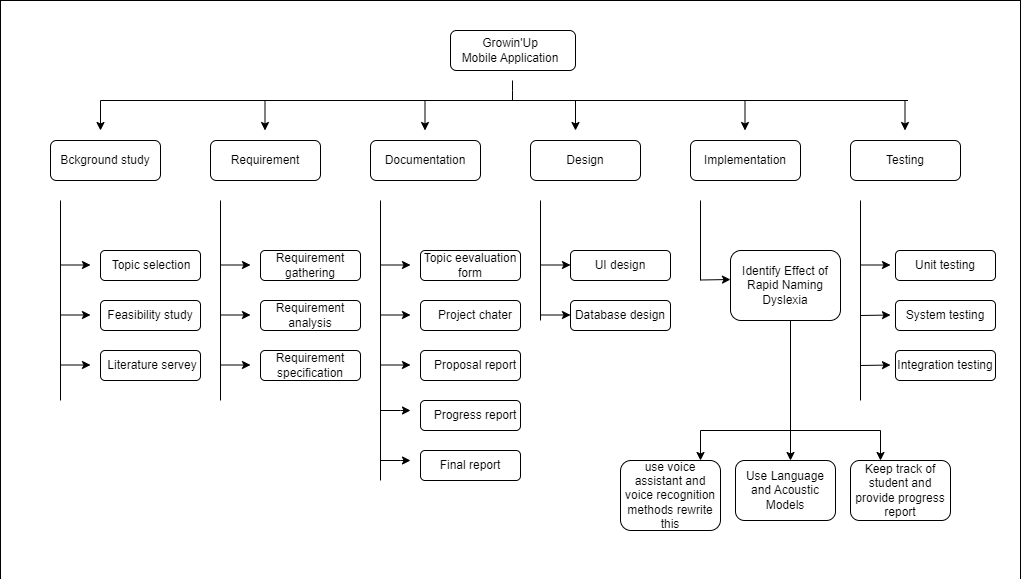 Growin'Up
Mobile Application
Bckground study
Requirement
Documentation
Design
Implementation
Testing
Topic selection
Feasibility study
Literature servey
Requirement
gathering
Requirement
analysis
Requirement
specification
Topic eevaluation
form
Project chater
Proposal report
Progress report
Final report
UI design
Database design
Identify Effect of
Rapid Naming
Dyslexia
Unit testing
System testing
Integration testing
use voice
assistant and
voice recognition
methods rewrite
this
Use Language
and Acoustic
Models
Keep track of
student and
provide progress
report